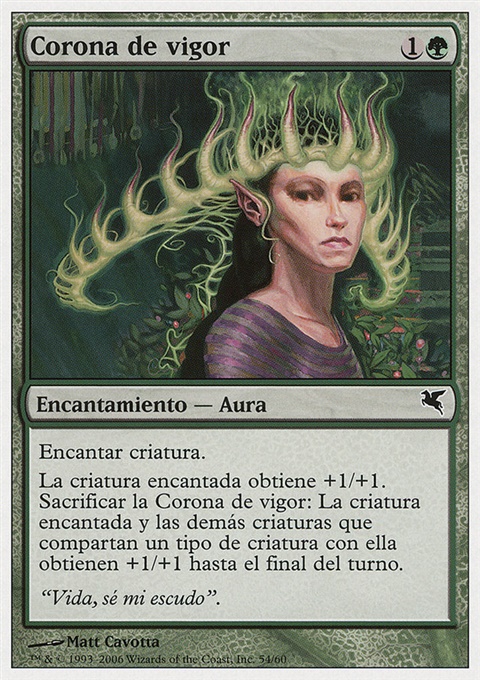 Corona de vigor 1
Encantamiento — Aura
Encantar criatura.
La criatura encantada obtiene +1/+1.
Sacrificar la Corona de vigor: La criatura
encantada y las demás criaturas que
compartan un tipo de criatura con ella
obtienen +1/+1 hasta el final del turno.
“Vida, sé mi escudo”.
Matt Cavotta
™ & © 1993–2006 Wizards of the Coast, Inc. 54/60